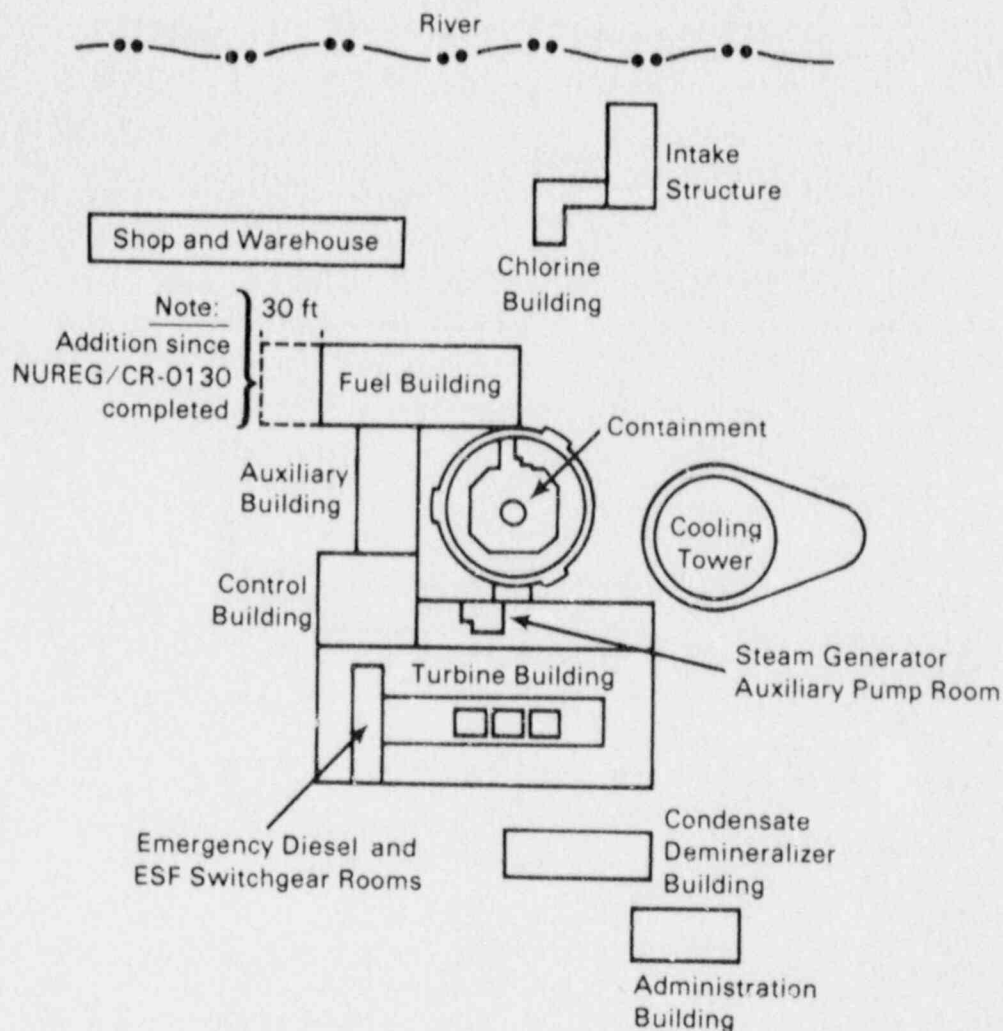 River
Intake
Structure
Shop and Warehouse
Chlorine
Building
Note:
30 ft
Addition since
NUREG/CR-0130
completed
Fuel Building
Containment
Auxiliary
Building
Cooling
Tower
Control
Building
Steam Generator
Auxiliary Pump Room
Turbine Building
Emergency Diesel and
ESF Switchgear Rooms
Condensate
Demineralizer
Building
Administration
Building